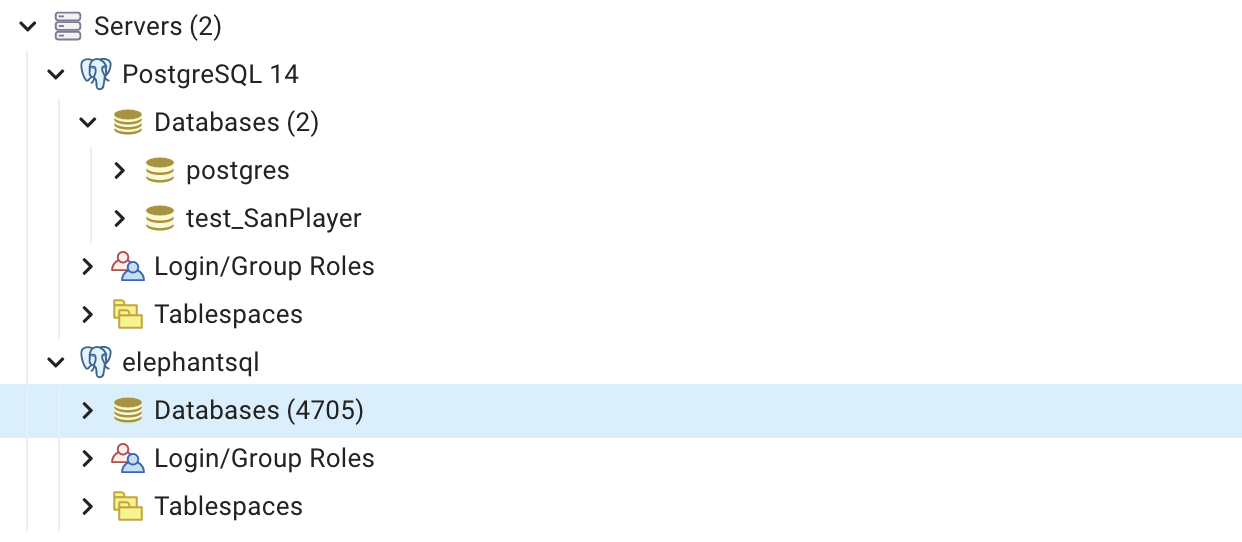 Servers (2)
PostgreSQL 14
Databases (2)
postgres
test_SanPlayer
Login/Group Roles
Tablespaces
elephantsql
Databases (4705)
Login/Group Roles
Tablespaces